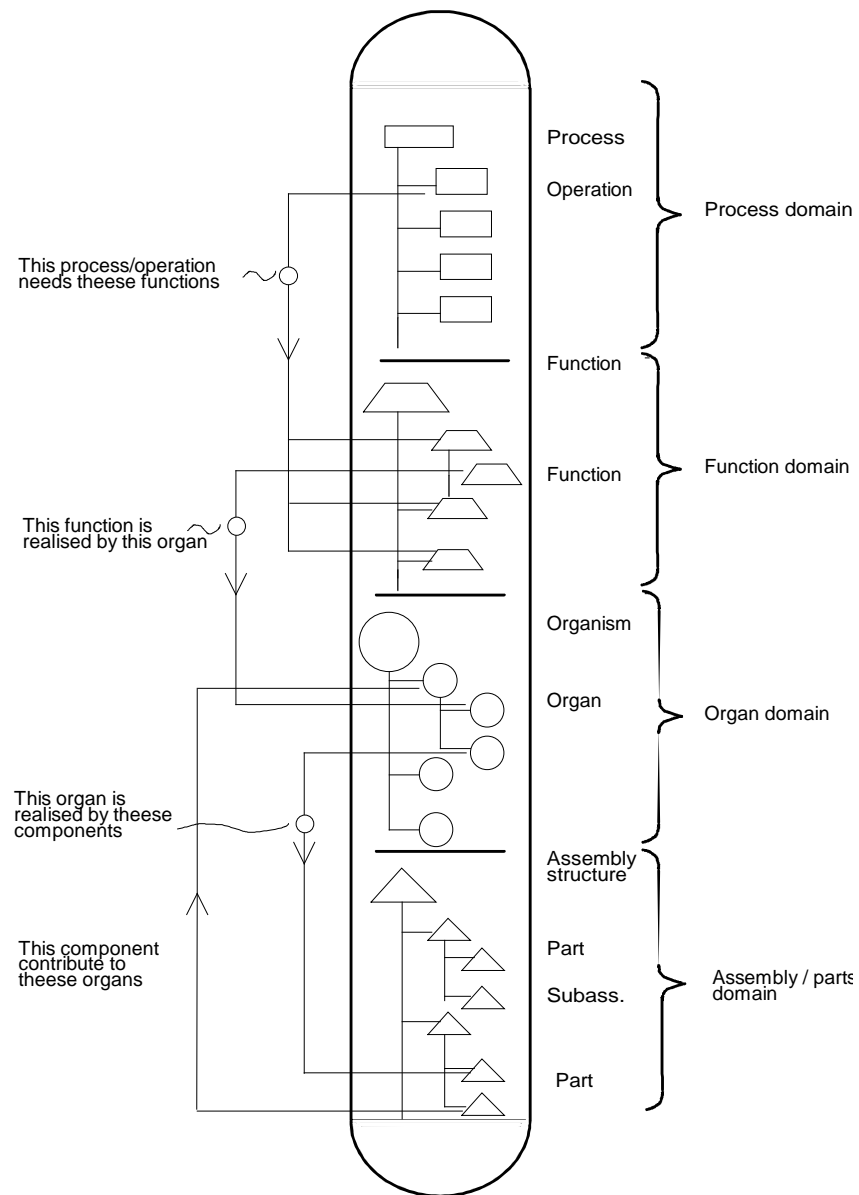 Process
Operation
Process domain
This process/operation
needs theese functions
Function
Function
Function domain
This function is
realised by this organ
Organism
Organ
Organ domain
This organ is
realised by theese
components
Assembly
structure
This component
contribute to
theese organs
Part
Subass.
Part
Assembly / parts
domain